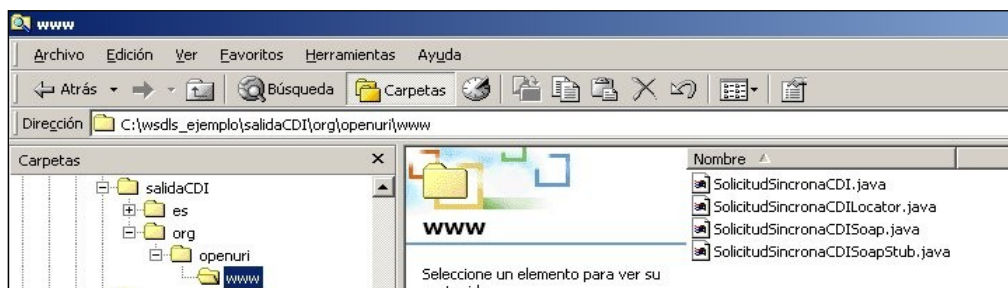 www
Archivo Edición Ver Favoritos Herramientas Ayuda
Atrás Búsqueda Carpetas
Dirección C:\wsdls_ejemplo\salidaCDI\org\openuri\www
Carpetas
salidaCDI
es
org
openuri
www
www
Seleccione un elemento para ver su
Nombre
SolicitudSincronaCDI.java
SolicitudSincronaCDILocator.java
SolicitudSincronaCDISoap.java
SolicitudSincronaCDISoapStub.java